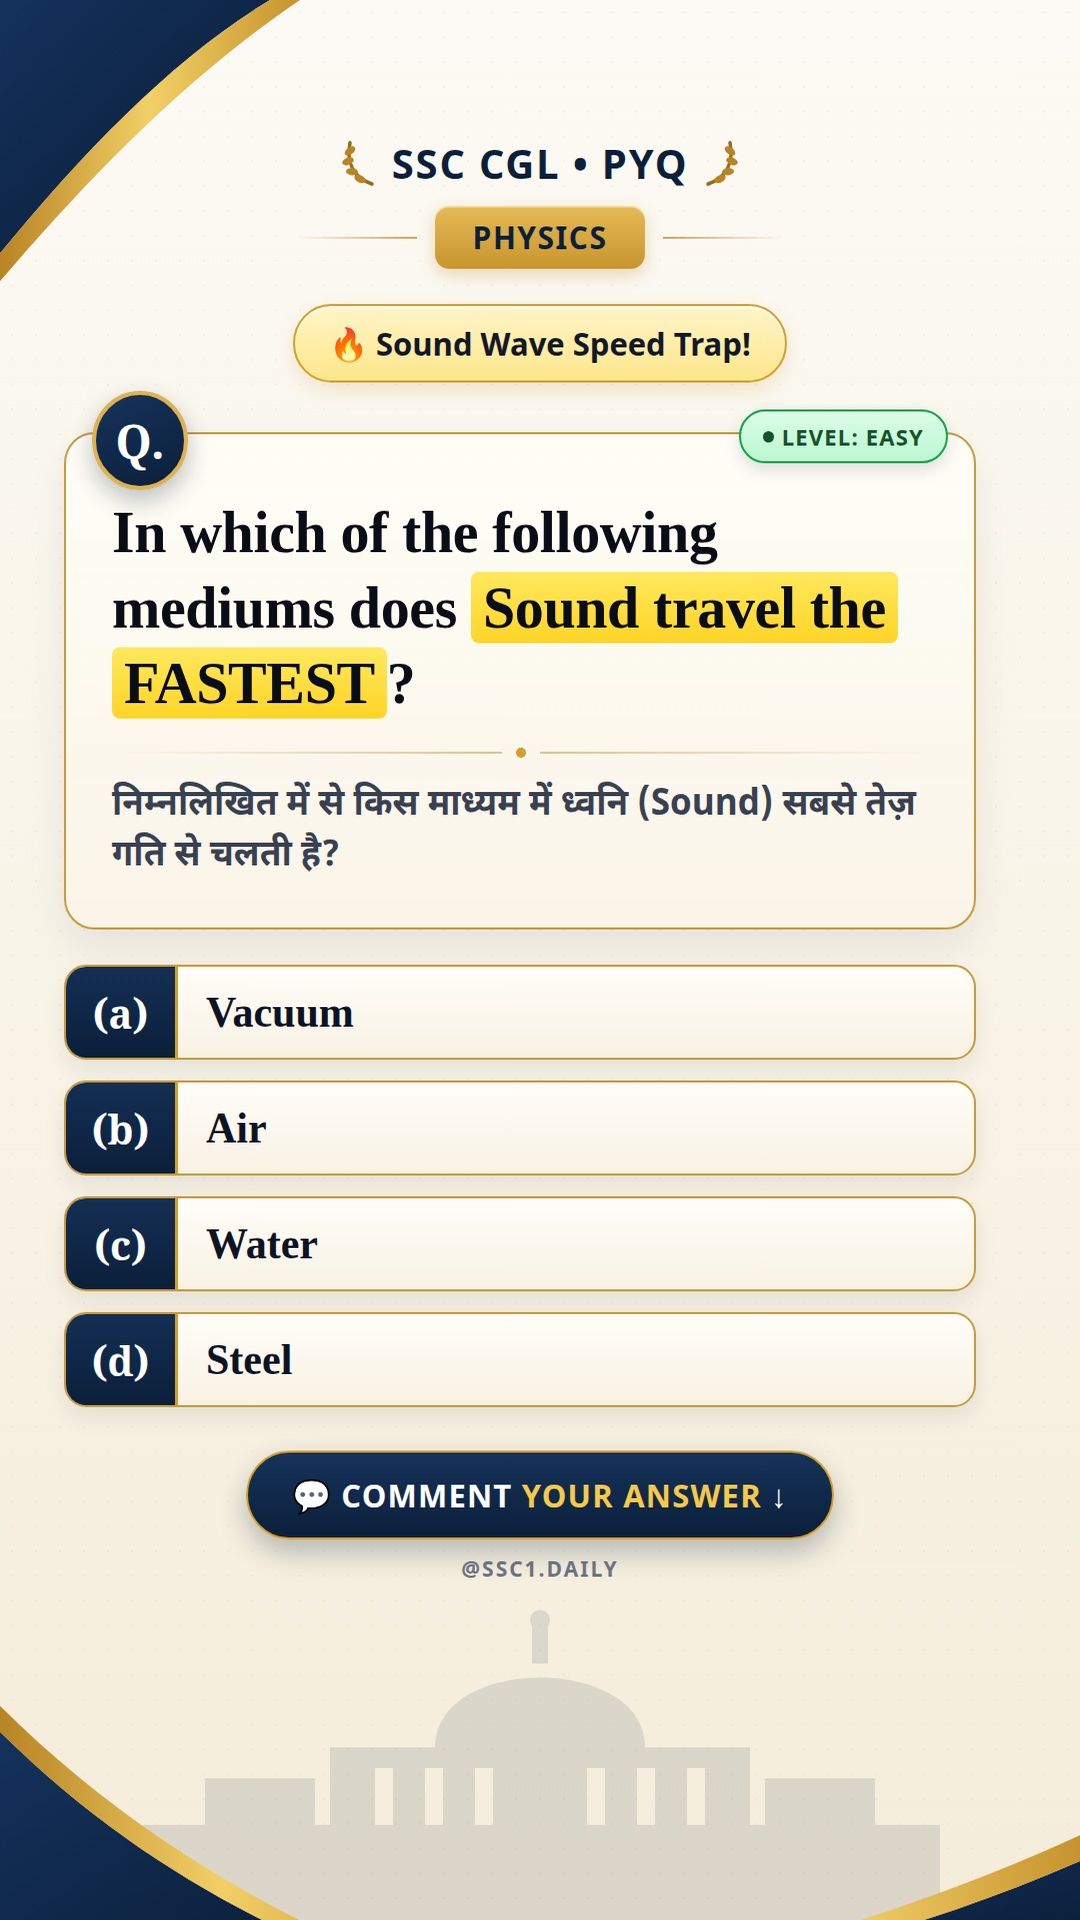 SSC CGL • PYQ
PHYSICS
🔥 Sound Wave Speed Trap!
Q.
LEVEL: EASY
In which of the following
mediums does Sound travel the
FASTEST?
निम्नलिखित में से किस माध्यम में ध्वनि (Sound) सबसे तेज़
गति से चलती है?
(a) Vacuum
(b) Air
(c) Water
(d) Steel
💬 COMMENT YOUR ANSWER ↓
@SSC1.DAILY